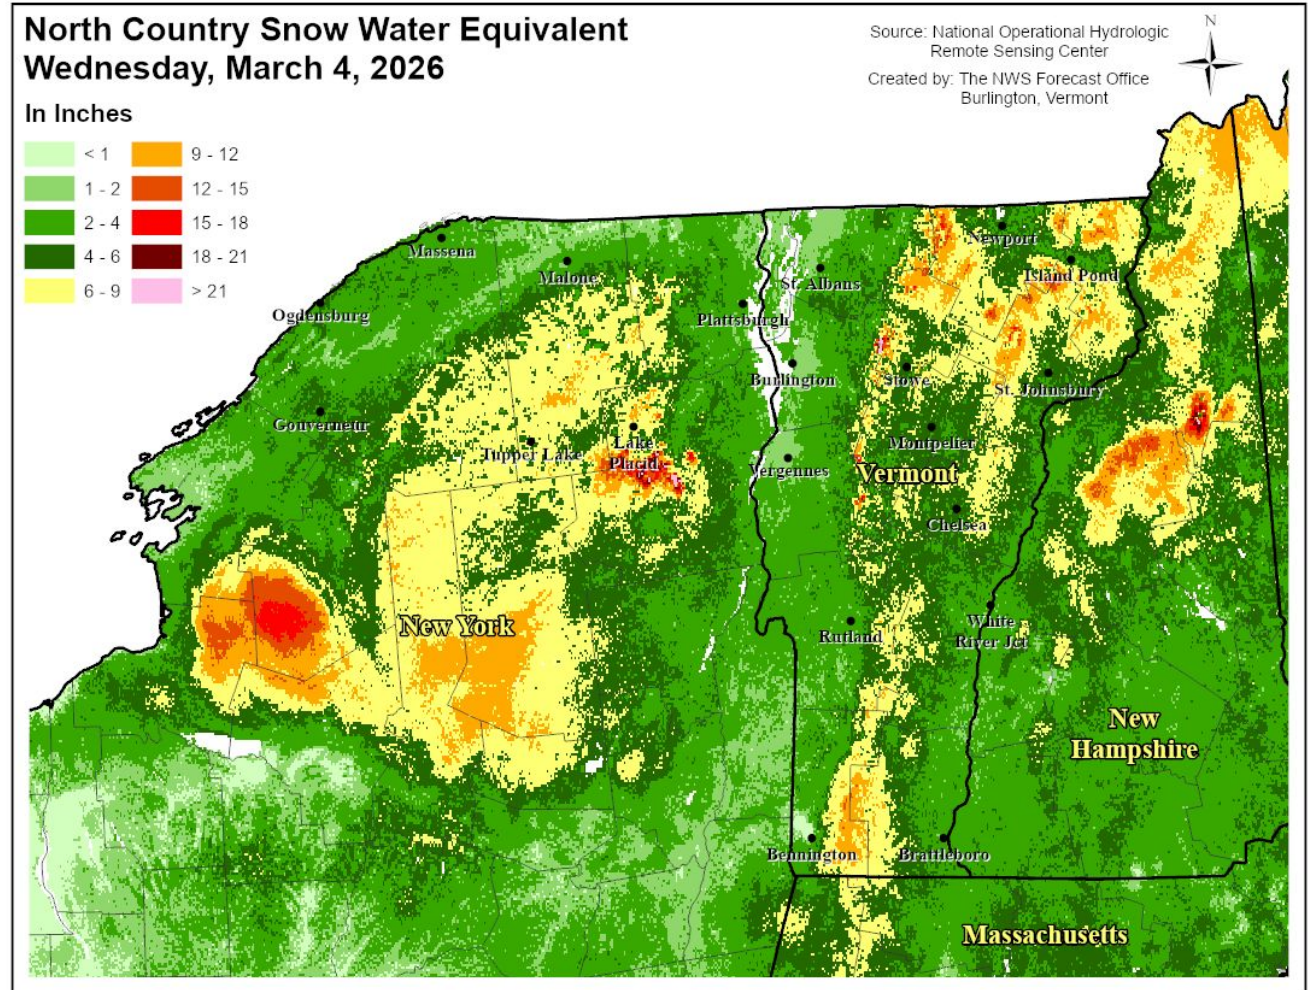 North Country Snow Water Equivalent
Wednesday, March 4, 2026
Source: National Operational Hydrologic
Remote Sensing Center
Created by: The NWS Forecast Office
Burlington, Vermont
N
In Inches
< 1
9 - 12
1 - 2
12 - 15
2 - 4
15 - 18
4 - 6
18 - 21
6 - 9
> 21
Massena
Malone
Newport
Island Pond
St. Albans
Ogdensburg
Plattsburgh
Burlington
Stowe
St. Johnsbury
Gouverneur
Tupper Lake
Lake
Placid
Montpelier
Vergennes
Vermont
Chelsea
New York
Rutland
White
River Jct
New
Hampshire
Bennington
Brattleboro
Massachusetts